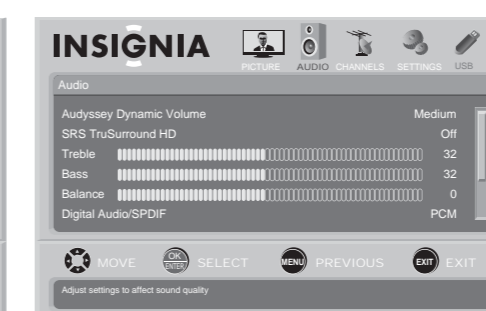 INSIGNIA
PICTURE AUDIO CHANNELS SETTINGS USB
Audio
Audyssey Dynamic Volume Medium
SRS TruSurround HD Off
Treble 32
Bass 32
Balance 0
Digital Audio/SPDIF PCM
MOVE OK ENTER SELECT MENU PREVIOUS EXIT EXIT
Adjust settings to affect sound quality